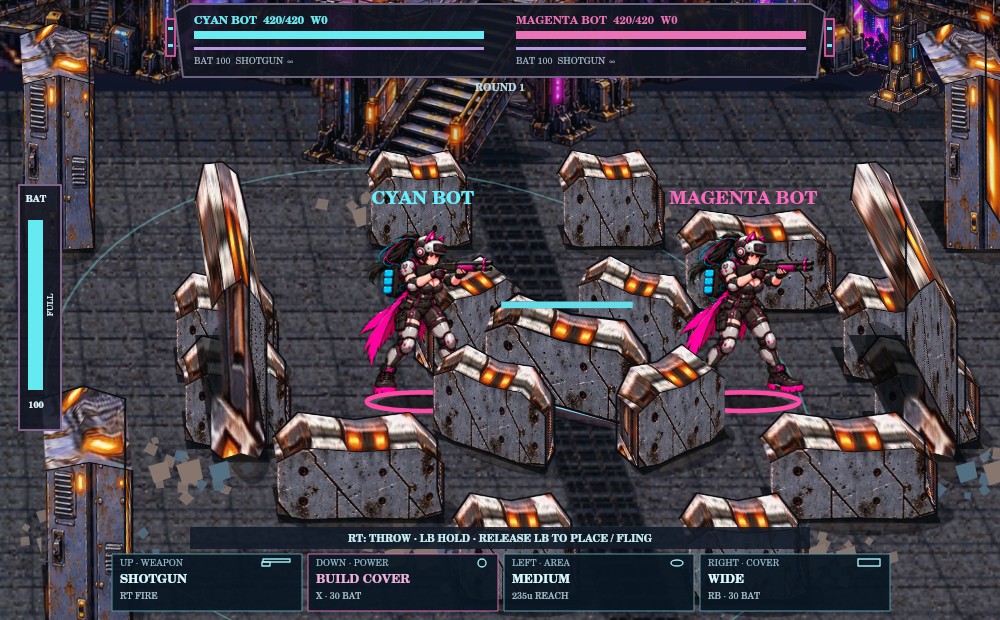 CYAN BOT 420/420 W0
MAGENTA BOT 420/420 W0
BAT 100 SHOTGUN ∞
BAT 100 SHOTGUN ∞
ROUND 1
BAT
FULL
100
CYAN BOT
MAGENTA BOT
RT: THROW · LB HOLD · RELEASE LB TO PLACE / FLING
UP · WEAPON
SHOTGUN
RT FIRE
DOWN · POWER
BUILD COVER
X · 30 BAT
LEFT · AREA
MEDIUM
235u REACH
RIGHT · COVER
WIDE
RB · 30 BAT